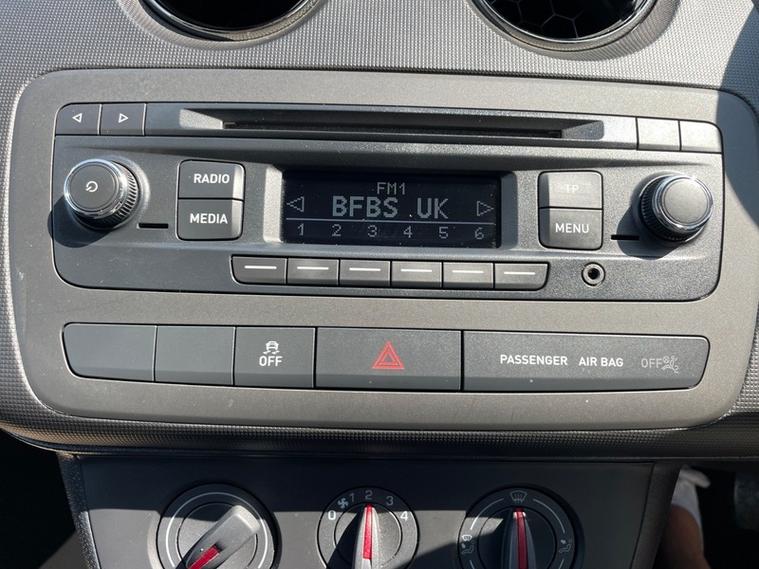 FM1
RADIO
TP
BFBS UK
MEDIA
MENU
1 2 3 4 5 6
OFF
PASSENGER AIR BAG OFF
0 1 2 3 4